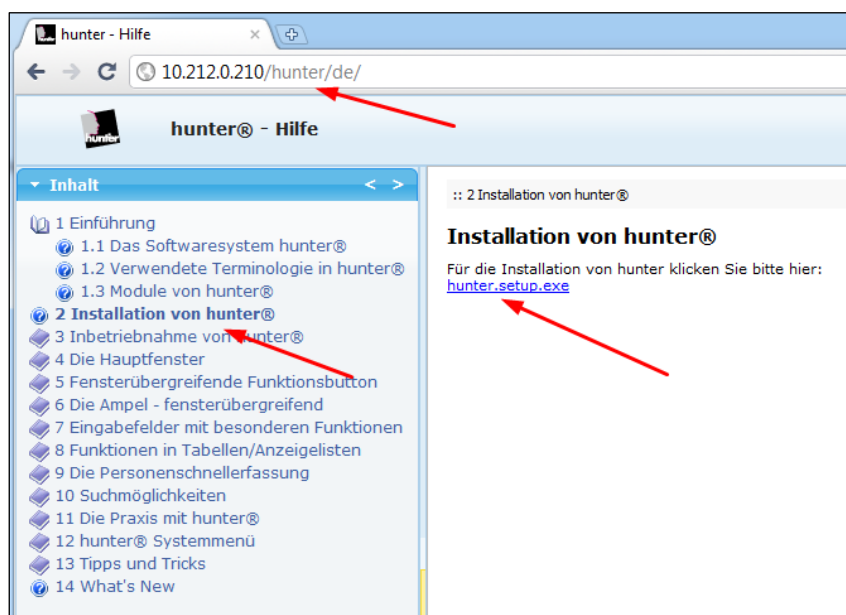 hunter - Hilfe
10.212.0.210/hunter/de/
hunter
hunter® - Hilfe
Inhalt < >
1 Einführung
1.1 Das Softwaresystem hunter®
1.2 Verwendete Terminologie in hunter®
1.3 Module von hunter®
2 Installation von hunter®
3 Inbetriebnahme von hunter®
4 Die Hauptfenster
5 Fensterübergreifende Funktionsbutton
6 Die Ampel - fensterübergreifend
7 Eingabefelder mit besonderen Funktionen
8 Funktionen in Tabellen/Anzeigelisten
9 Die Personenschnellerfassung
10 Suchmöglichkeiten
11 Die Praxis mit hunter®
12 hunter® Systemmenü
13 Tipps und Tricks
14 What's New
:: 2 Installation von hunter®
Installation von hunter®
Für die Installation von hunter klicken Sie bitte hier:
hunter.setup.exe